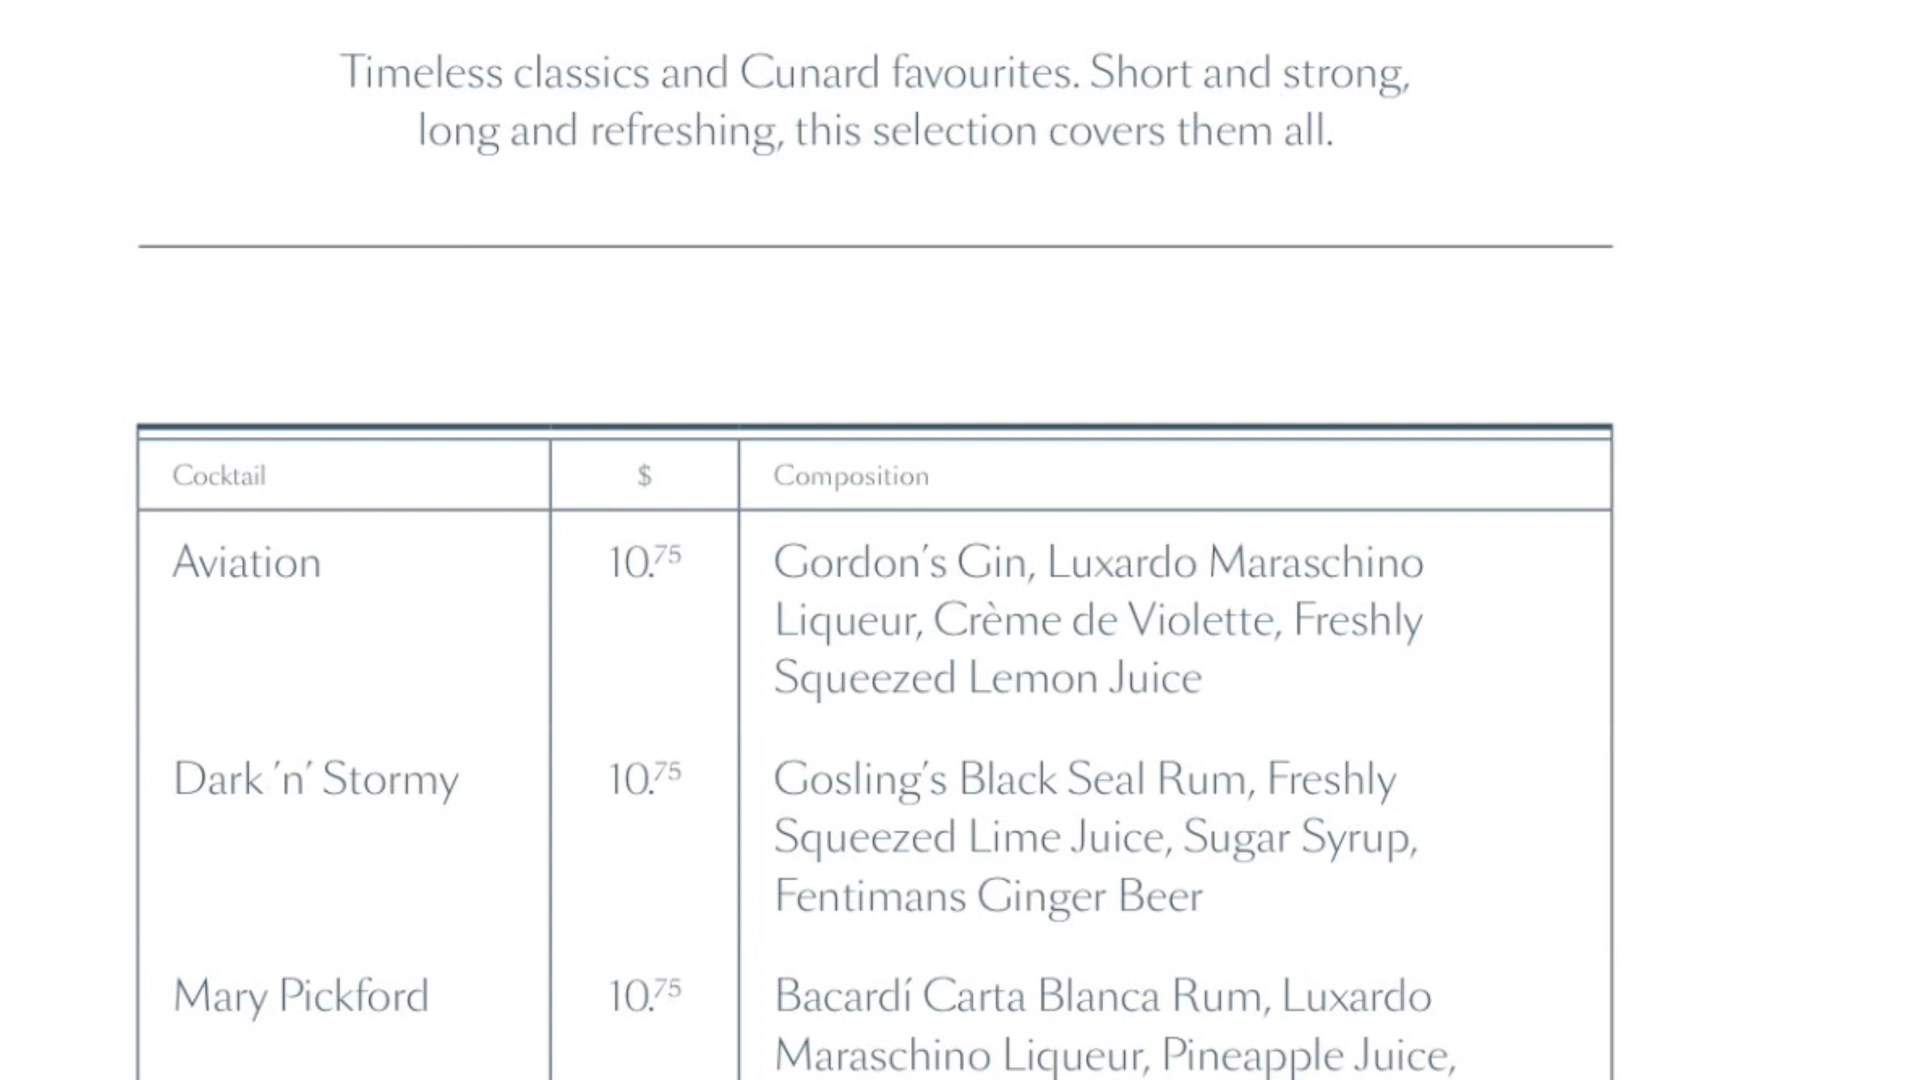 Timeless classics and Cunard favourites. Short and strong,
long and refreshing, this selection covers them all.
Cocktail $ Composition
Aviation 10.75 Gordon's Gin, Luxardo Maraschino
Liqueur, Crème de Violette, Freshly
Squeezed Lemon Juice
Dark 'n' Stormy 10.75 Gosling's Black Seal Rum, Freshly
Squeezed Lime Juice, Sugar Syrup,
Fentimans Ginger Beer
Mary Pickford 10.75 Bacardí Carta Blanca Rum, Luxardo
Maraschino Liqueur, Pineapple Juice,